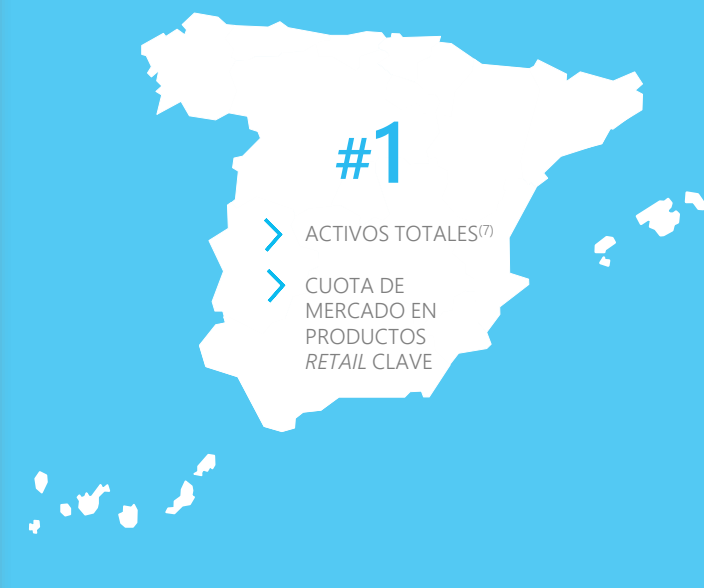 #1
ACTIVOS TOTALES(7)
CUOTA DE
MERCADO EN
PRODUCTOS
RETAIL CLAVE